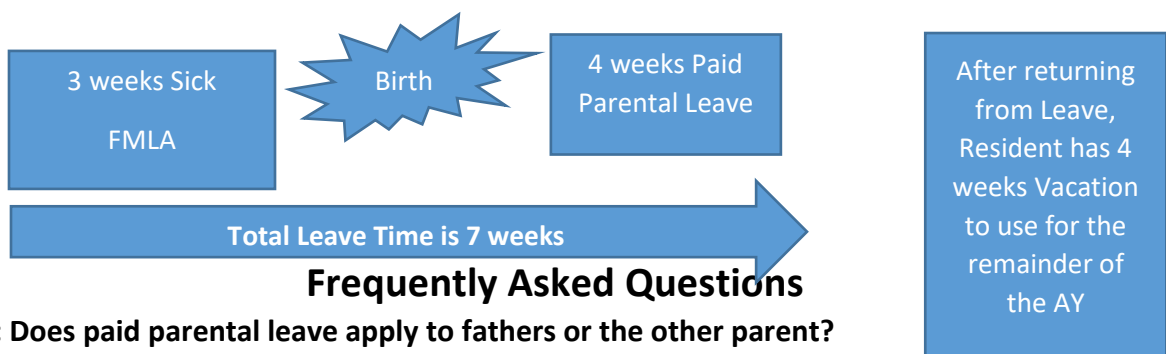 3 weeks Sick
FMLA
Birth
4 weeks Paid
Parental Leave
After returning
from Leave,
Resident has 4
weeks Vacation
to use for the
remainder of
the AY
Total Leave Time is 7 weeks
Frequently Asked Questions
: Does paid parental leave apply to fathers or the other parent?